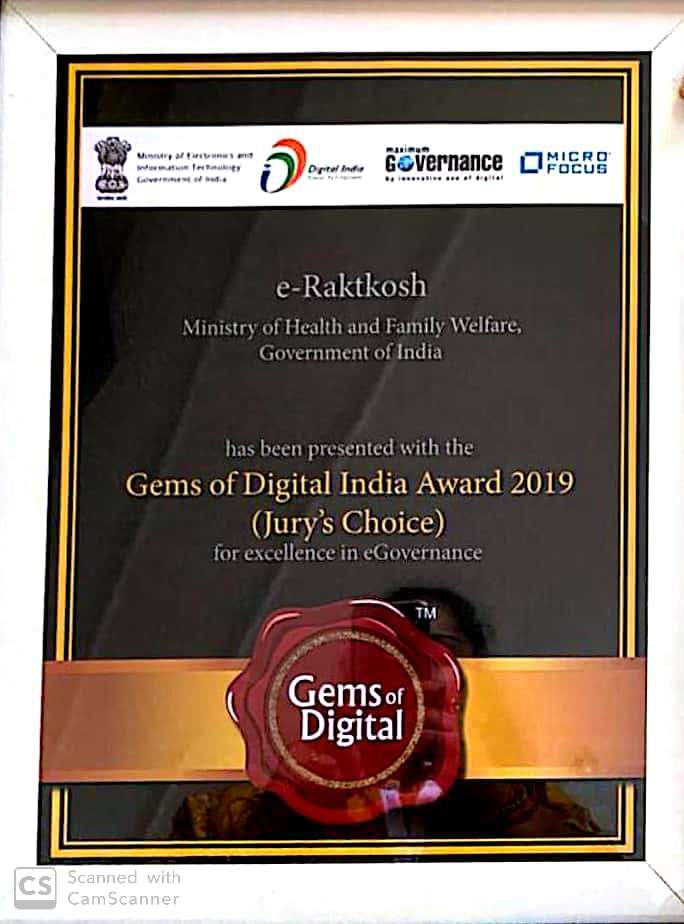 Ministry of Electronics and
Information Technology
Government of India
Digital India
maximum
GOVERNANCE
by innovative use of digital
MICRO
FOCUS
e-Raktkosh
Ministry of Health and Family Welfare,
Government of India
has been presented with the
Gems of Digital India Award 2019
(Jury's Choice)
for excellence in eGovernance
TM
Gems of
Digital
CS Scanned with
CamScanner